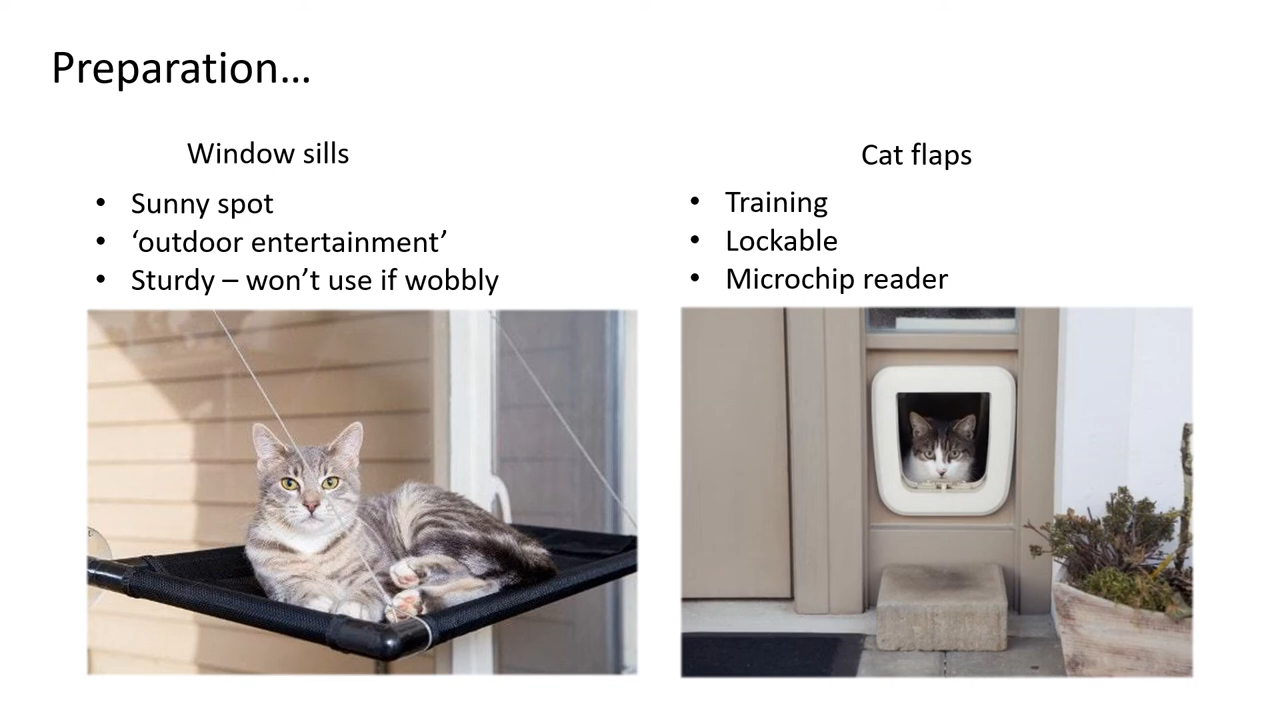 Preparation…
Window sills
• Sunny spot
• ‘outdoor entertainment’
• Sturdy – won’t use if wobbly
Cat flaps
• Training
• Lockable
• Microchip reader